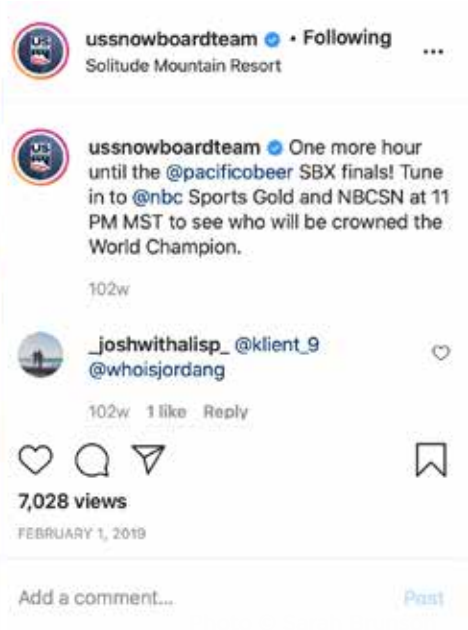 ussnowboardteam • Following
Solitude Mountain Resort
ussnowboardteam One more hour
until the @pacificobeer SBX finals! Tune
in to @nbc Sports Gold and NBCSN at 11
PM MST to see who will be crowned the
World Champion.
102w
_joshwithalisp_ @klient_9
@whoisjordang
102w 1 like Reply
7,028 views
FEBRUARY 1, 2019
Add a comment... Post